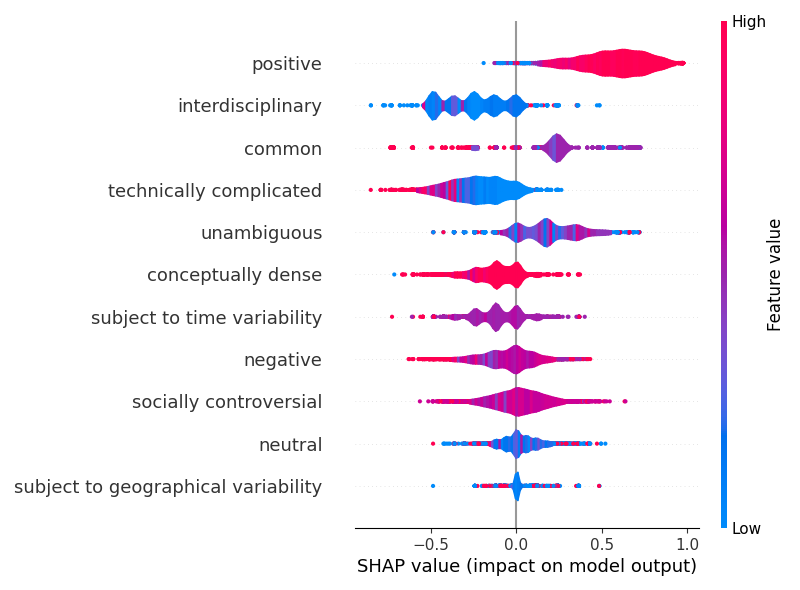 High
positive
interdisciplinary
common
technically complicated
unambiguous
conceptually dense
subject to time variability
negative
socially controversial
neutral
subject to geographical variability
Feature value
Low
−0.5 0.0 0.5 1.0
SHAP value (impact on model output)